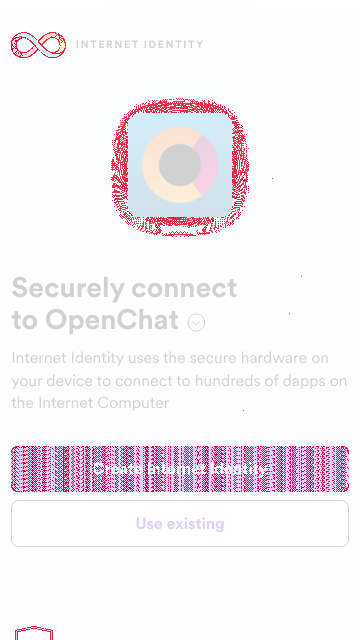 INTERNET IDENTITY
Securely connect
to OpenChat
Internet Identity uses the secure hardware on
your device to connect to hundreds of dapps on
the Internet Computer
Create Internet Identity
Use existing